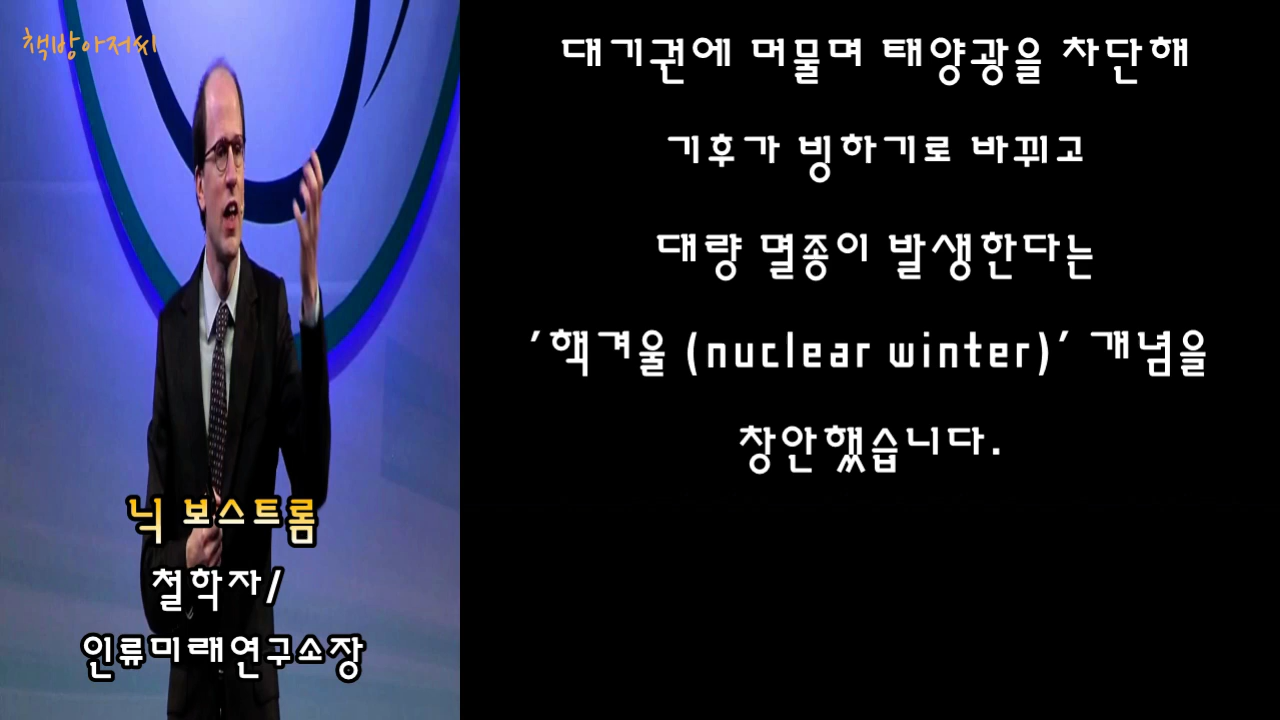 책방아저씨
대기권에 머물며 태양광을 차단해
기후가 빙하기로 바뀌고
대량 멸종이 발생한다는
'핵겨울 (nuclear winter)' 개념을
창안했습니다.
닉 보스트롬
철학자/
인류미래연구소장